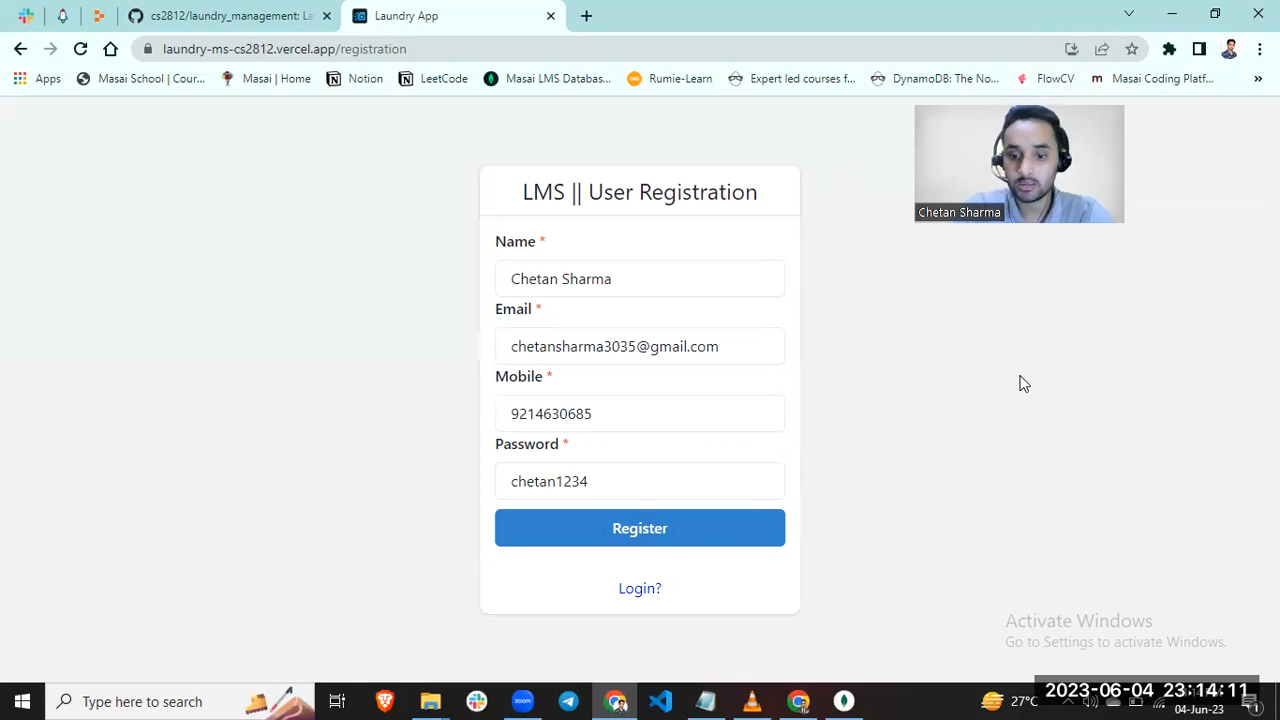 cs2812/laundry_management: La
Laundry App
laundry-ms-cs2812.vercel.app/registration
Apps
Masai School | Cour...
Masai | Home
Notion
LeetCode
Masai LMS Databas...
Rumie-Learn
Expert led courses f...
DynamoDB: The No...
FlowCV
Masai Coding Platf...
»
Chetan Sharma
LMS || User Registration
Name *
Chetan Sharma
Email *
chetansharma3035@gmail.com
Mobile *
9214630685
Password *
chetan1234
Register
Login?
Activate Windows
Go to Settings to activate Windows.
Type here to search
zoom
27°C
2023-06-04 23:14:11
04-Jun-23